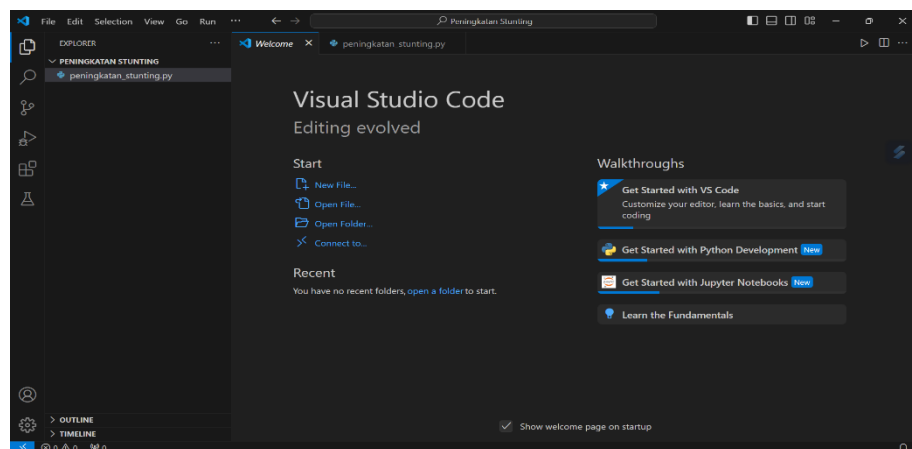 File Edit Selection View Go Run ··· Peningkatan Stunting
EXPLORER ···
Welcome
peningkatan_stunting.py
PENINGKATAN STUNTING
peningkatan_stunting.py
Visual Studio Code
Editing evolved
Start
New File...
Open File...
Open Folder...
Connect to...
Recent
You have no recent folders, open a folder to start.
Walkthroughs
Get Started with VS Code
Customize your editor, learn the basics, and start
coding
Get Started with Python Development New
Get Started with Jupyter Notebooks New
Learn the Fundamentals
OUTLINE
TIMELINE
Show welcome page on startup
0 0 0